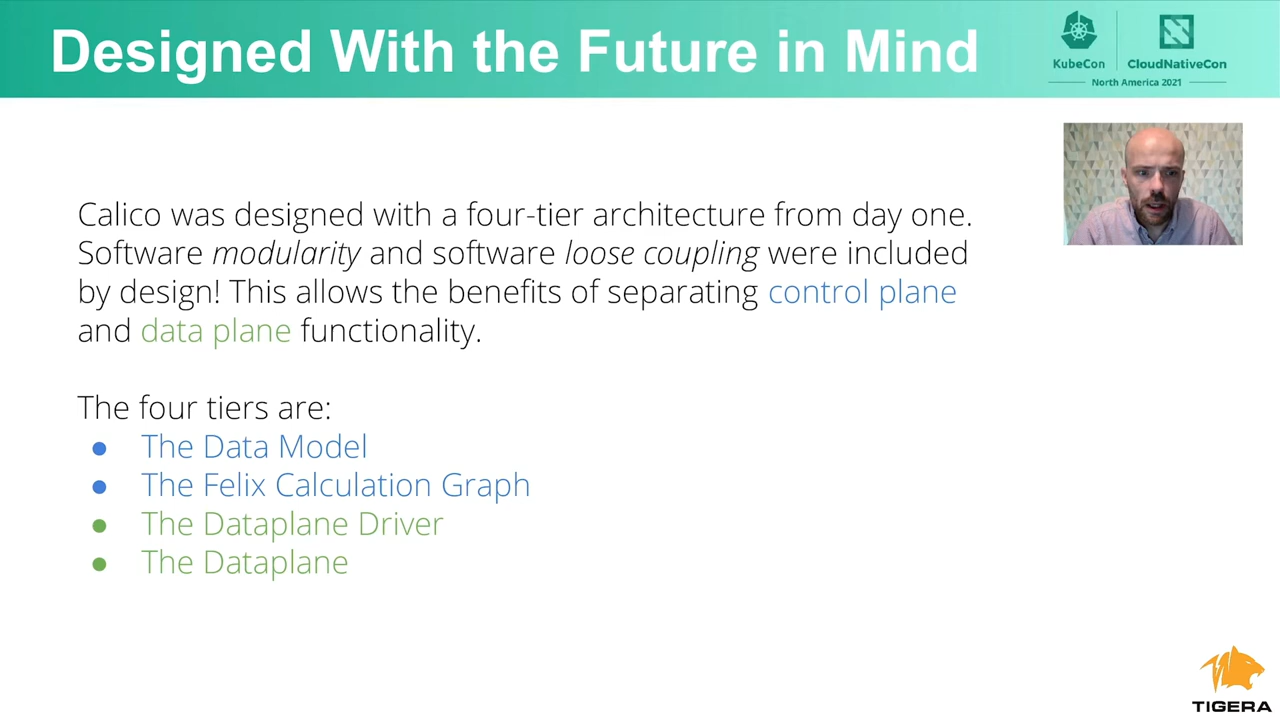 Designed With the Future in Mind
KubeCon
CloudNativeCon
North America 2021
Calico was designed with a four-tier architecture from day one.
Software modularity and software loose coupling were included
by design! This allows the benefits of separating control plane
and data plane functionality.
The four tiers are:
● The Data Model
● The Felix Calculation Graph
● The Dataplane Driver
● The Dataplane
TIGERA